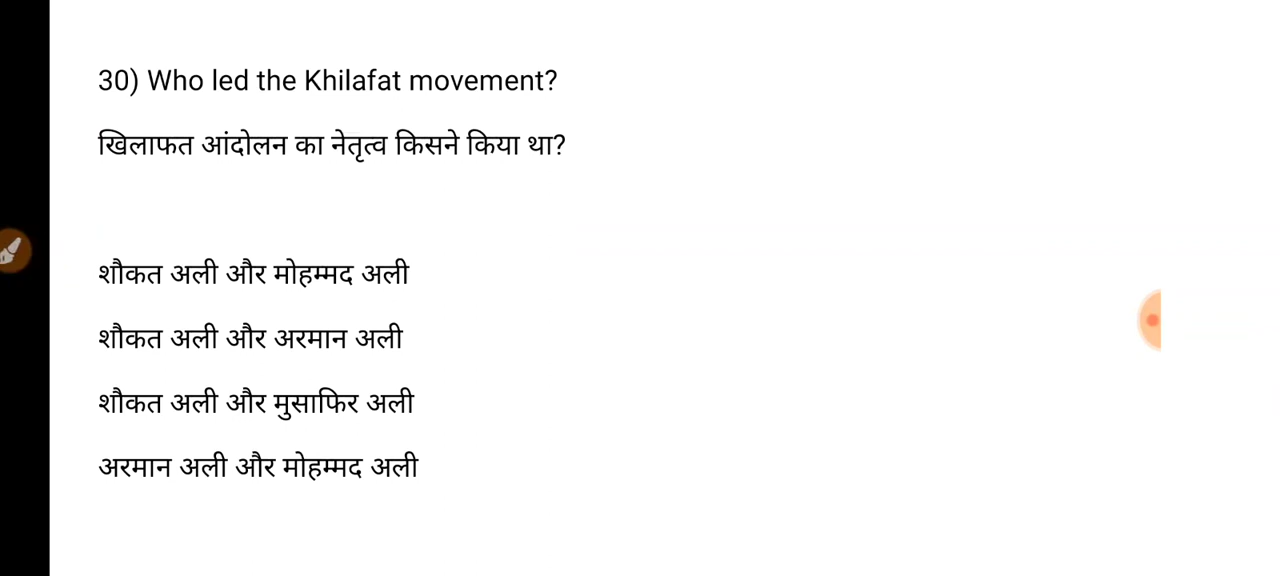 30) Who led the Khilafat movement?
खिलाफत आंदोलन का नेतृत्व किसने किया था?
शौकत अली और मोहम्मद अली
शौकत अली और अरमान अली
शौकत अली और मुसाफिर अली
अरमान अली और मोहम्मद अली